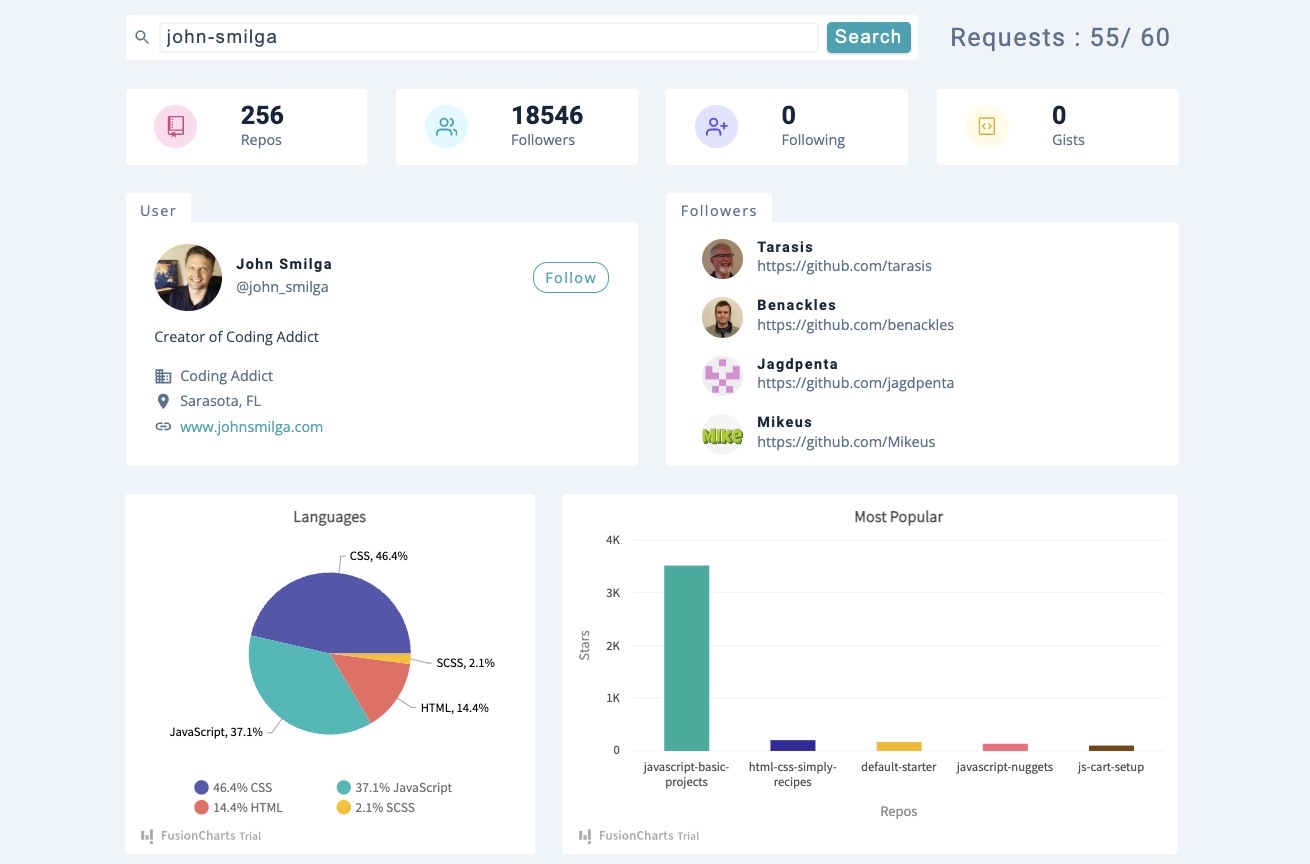 john-smilga
Search
Requests : 55/ 60
256
Repos
18546
Followers
0
Following
0
Gists
User
John Smilga
@john_smilga
Follow
Creator of Coding Addict
Coding Addict
Sarasota, FL
www.johnsmilga.com
Followers
Tarasis
https://github.com/tarasis
Benackles
https://github.com/benackles
Jagdpenta
https://github.com/jagdpenta
MIKE
Mikeus
https://github.com/Mikeus
Languages
CSS, 46.4%
SCSS, 2.1%
HTML, 14.4%
JavaScript, 37.1%
46.4% CSS
37.1% JavaScript
14.4% HTML
2.1% SCSS
FusionCharts Trial
Most Popular
4K
3K
2K
1K
0
Stars
javascript-basic-
projects
html-css-simply-
recipes
default-starter
javascript-nuggets
js-cart-setup
Repos
FusionCharts Trial